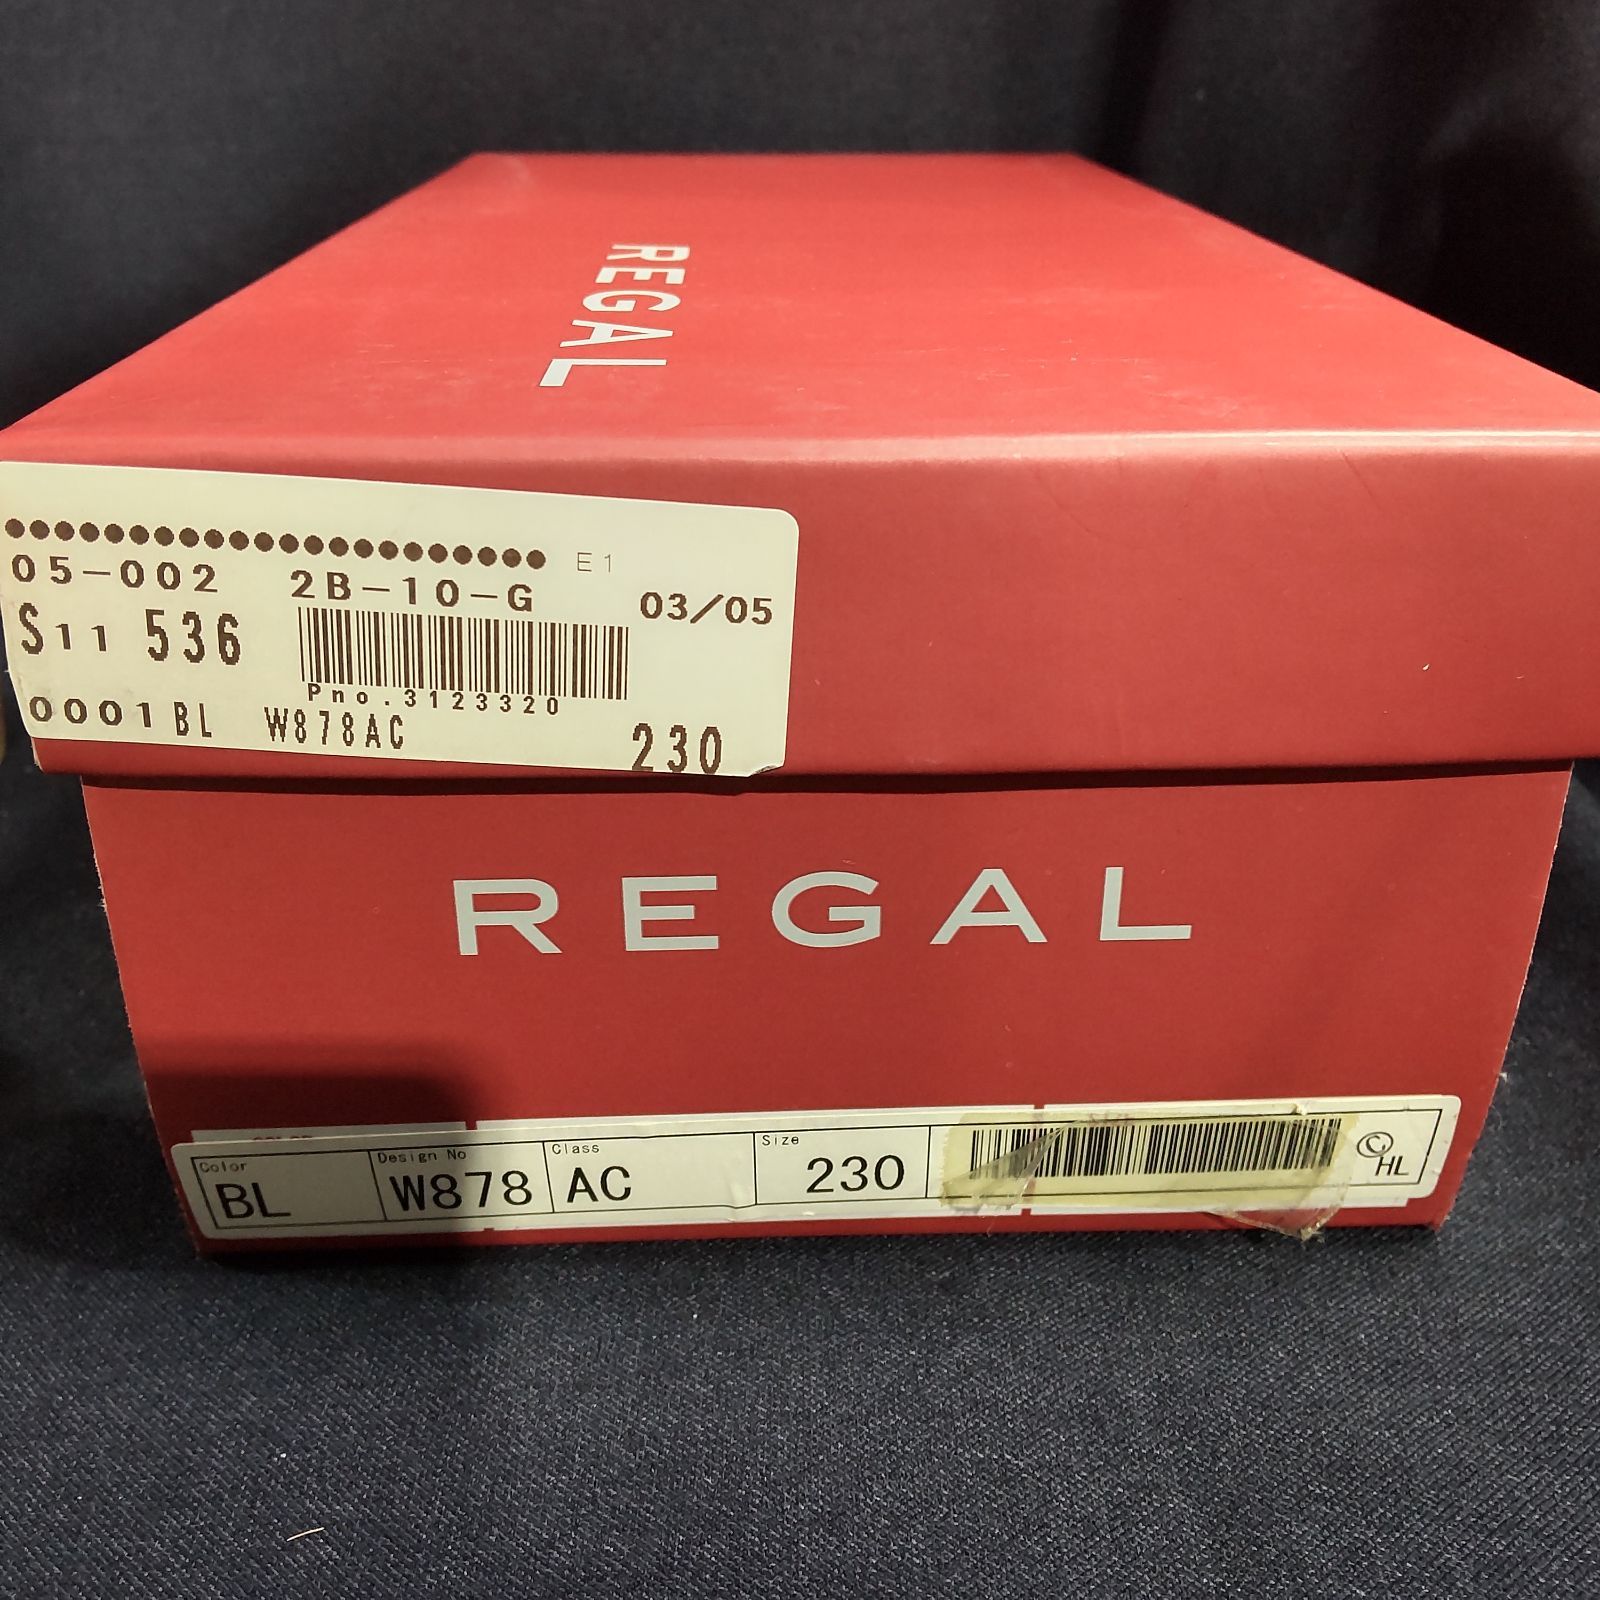 REGAL
E1
05-002 2B-10-G 03/05
S11 536
Pno.3123320
0001BL W878AC 230
REGAL
Color Design No Class Size
BL W878 AC 230 © HL